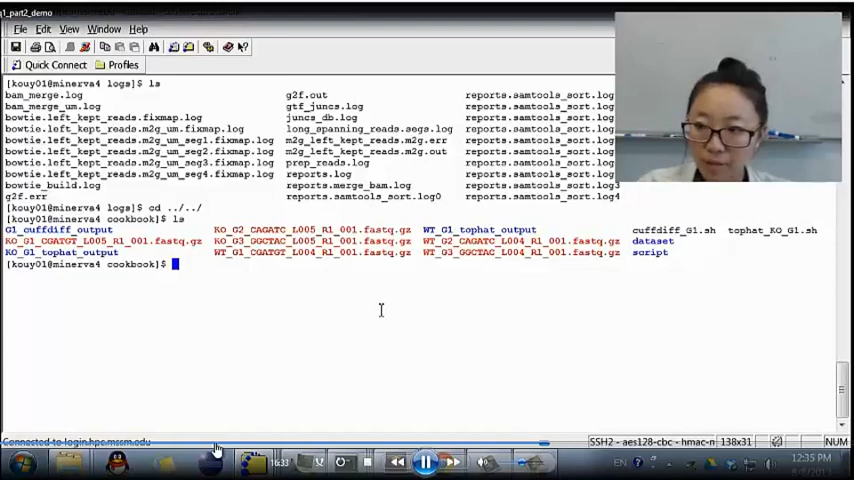 q1_part2_demo
File Edit View Window Help
Quick Connect Profiles
[kouy01@minerva4 logs]$ ls
bam_merge.log g2f.out reports.samtools_sort.log
bam_merge_um.log gtf_juncs.log reports.samtools_sort.log
bowtie.left_kept_reads.fixmap.log juncs_db.log reports.samtools_sort.log
bowtie.left_kept_reads.m2g_um.fixmap.log long_spanning_reads.segs.log reports.samtools_sort.log
bowtie.left_kept_reads.m2g_um_seg1.fixmap.log m2g_left_kept_reads.m2g.err reports.samtools_sort.log
bowtie.left_kept_reads.m2g_um_seg2.fixmap.log m2g_left_kept_reads.m2g.out reports.samtools_sort.log
bowtie.left_kept_reads.m2g_um_seg3.fixmap.log prep_reads.log reports.samtools_sort.log
bowtie.left_kept_reads.m2g_um_seg4.fixmap.log reports.log reports.samtools_sort.log
bowtie_build.log reports.merge_bam.log reports.samtools_sort.log3
g2f.err reports.samtools_sort.log0 reports.samtools_sort.log4
[kouy01@minerva4 logs]$ cd ../../
[kouy01@minerva4 cookbook]$ ls
G1_cuffdiff_output KO_G2_CAGATC_L005_R1_001.fastq.gz WT_G1_tophat_output cuffdiff_G1.sh tophat_KO_G1.sh
KO_G1_CGATGT_L005_R1_001.fastq.gz KO_G3_GGCTAC_L005_R1_001.fastq.gz WT_G2_CAGATC_L004_R1_001.fastq.gz dataset
KO_G1_tophat_output WT_G1_CGATGT_L004_R1_001.fastq.gz WT_G3_GGCTAC_L004_R1_001.fastq.gz script
[kouy01@minerva4 cookbook]$
Connected to login.hpc.mssm.edu SSH2 - aes128-cbc - hmac-m 138x31 NUM
16:33 EN 12:35 PM